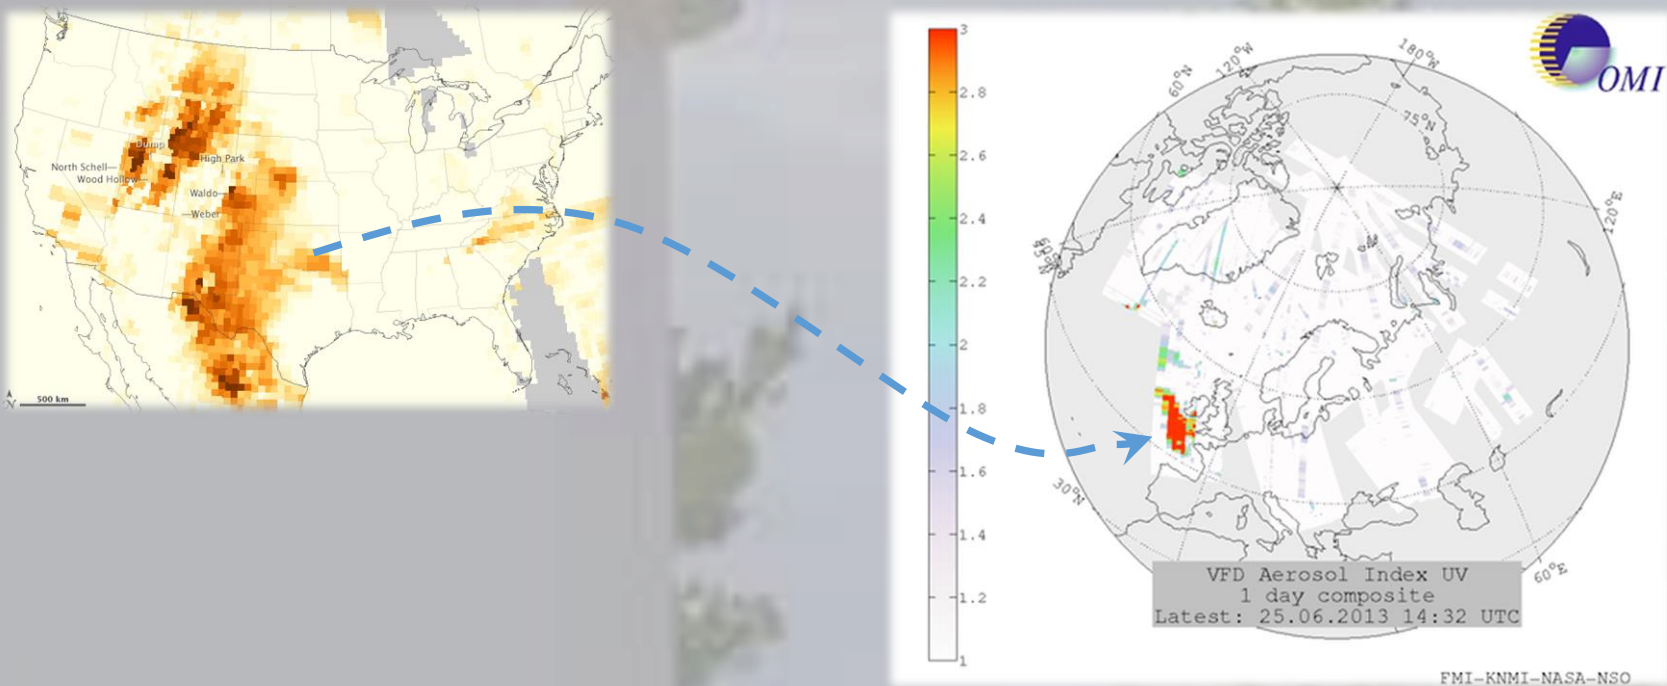 Dump
High Park
North Schell
Wood Hollow
Waldo
Weber
N
500 km
3
2.8
2.6
2.4
2.2
2
1.8
1.6
1.4
1.2
1
OMI
180°W
120°W
60°N
75°N
120°E
30°N
60°E
VFD Aerosol Index UV
1 day composite
Latest: 25.06.2013 14:32 UTC
FMI-KNMI-NASA-NSO